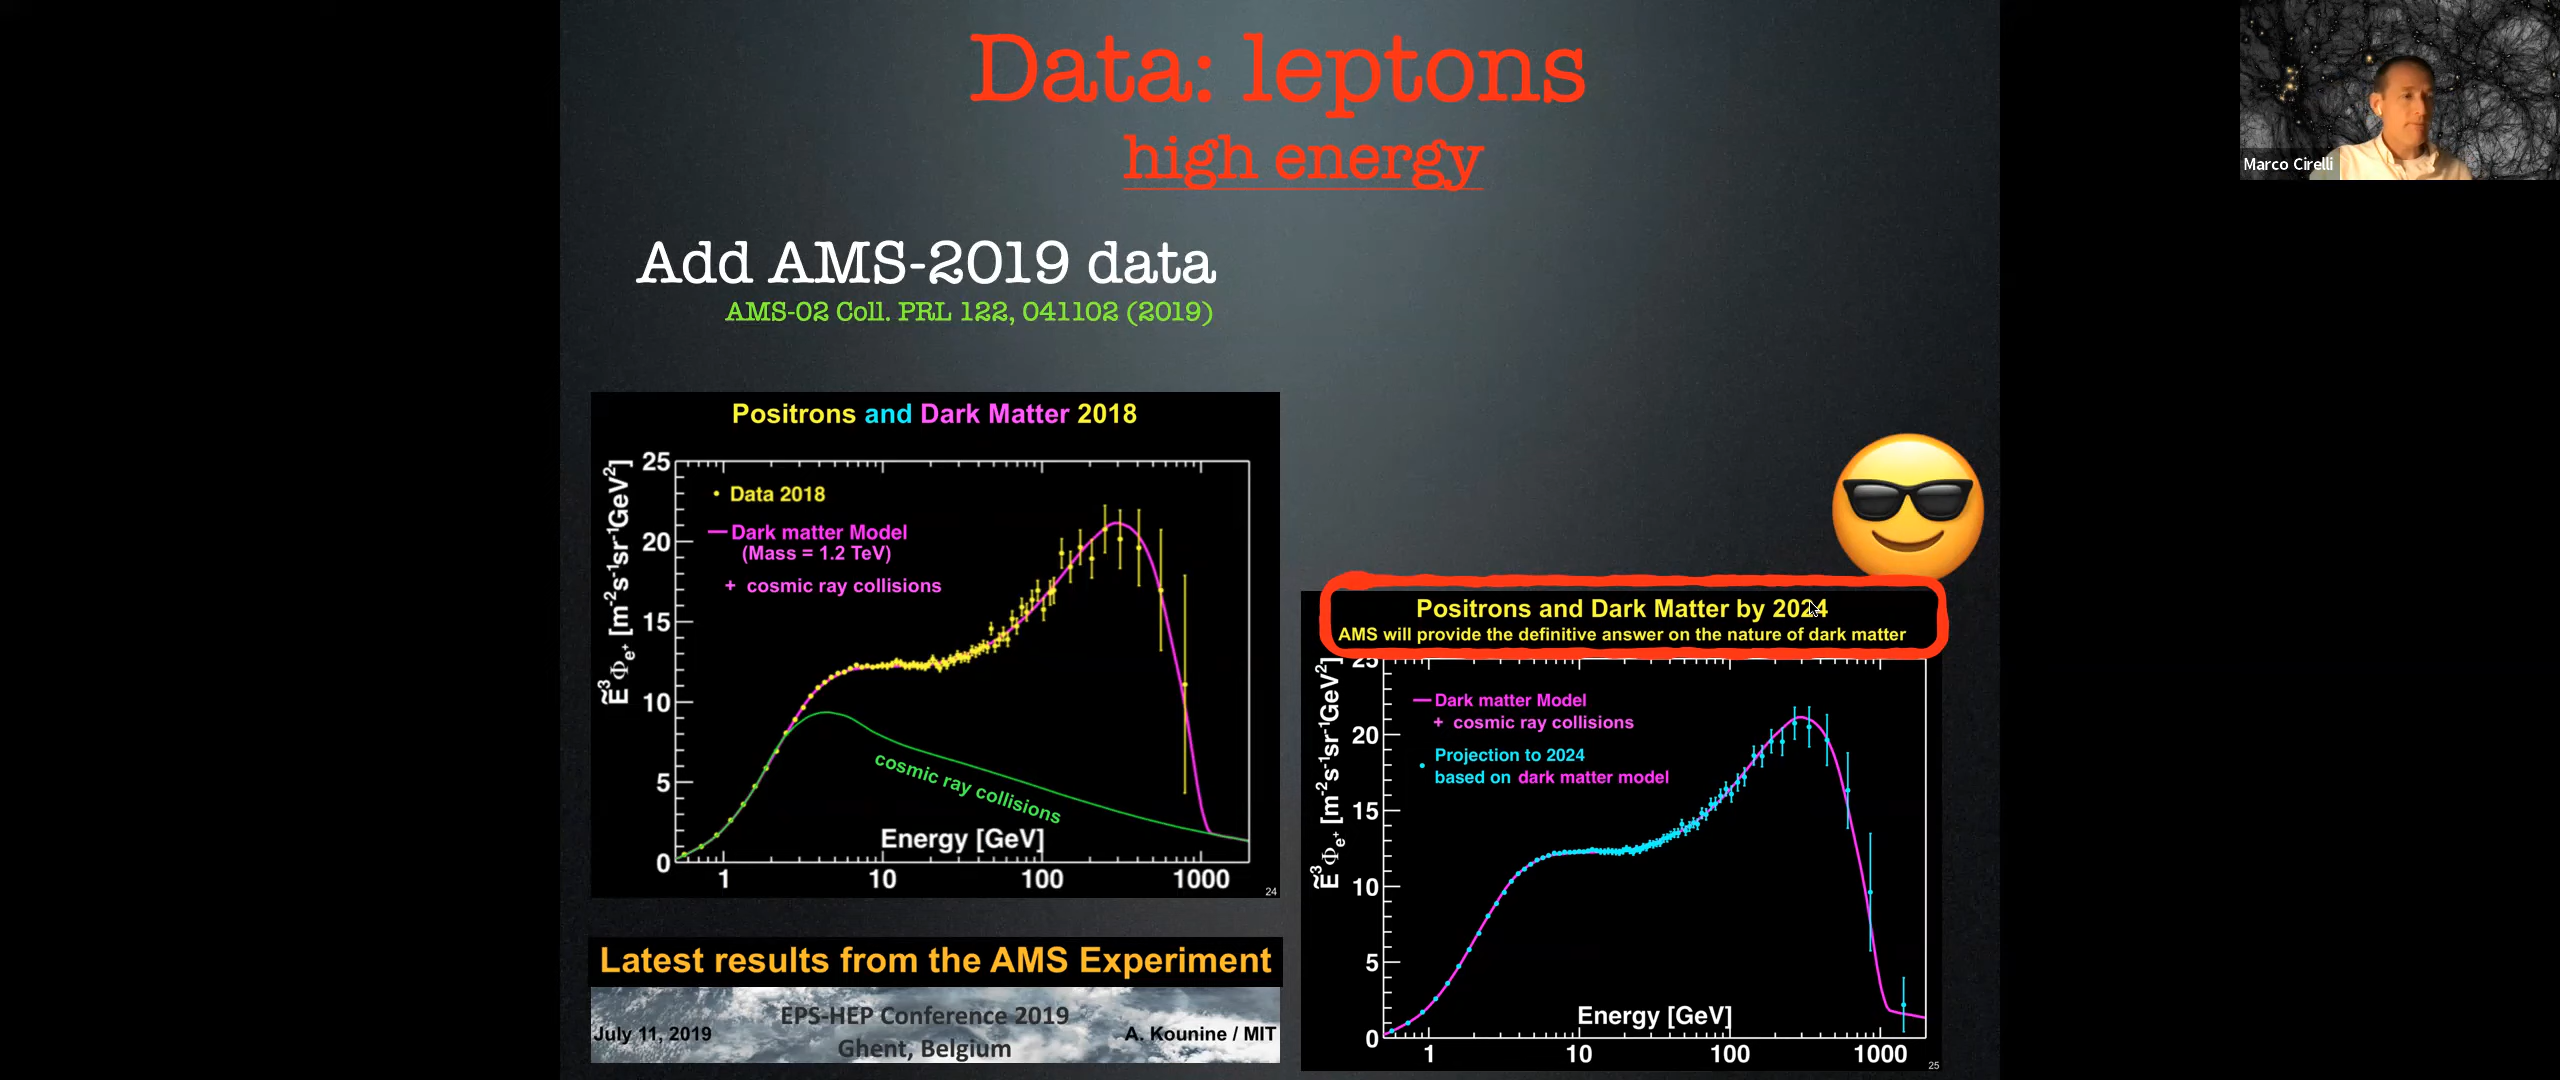 Data: leptons
high energy
Marco Cirelli
Add AMS-2019 data
AMS-02 Coll. PRL 122, 041102 (2019)
Positrons and Dark Matter 2018
25
20
15
10
5
0
Ẽ³Φe⁺ [m⁻²s⁻¹sr⁻¹GeV²]
• Data 2018
— Dark matter Model
(Mass = 1.2 TeV)
+ cosmic ray collisions
cosmic ray collisions
Energy [GeV]
1 10 100 1000
24
Latest results from the AMS Experiment
EPS-HEP Conference 2019
July 11, 2019
A. Kounine / MIT
Ghent, Belgium
Positrons and Dark Matter by 2024
AMS will provide the definitive answer on the nature of dark matter
25
20
15
10
5
0
Ẽ³Φe⁺ [m⁻²s⁻¹sr⁻¹GeV²]
— Dark matter Model
+ cosmic ray collisions
• Projection to 2024
based on dark matter model
Energy [GeV]
1 10 100 1000
25